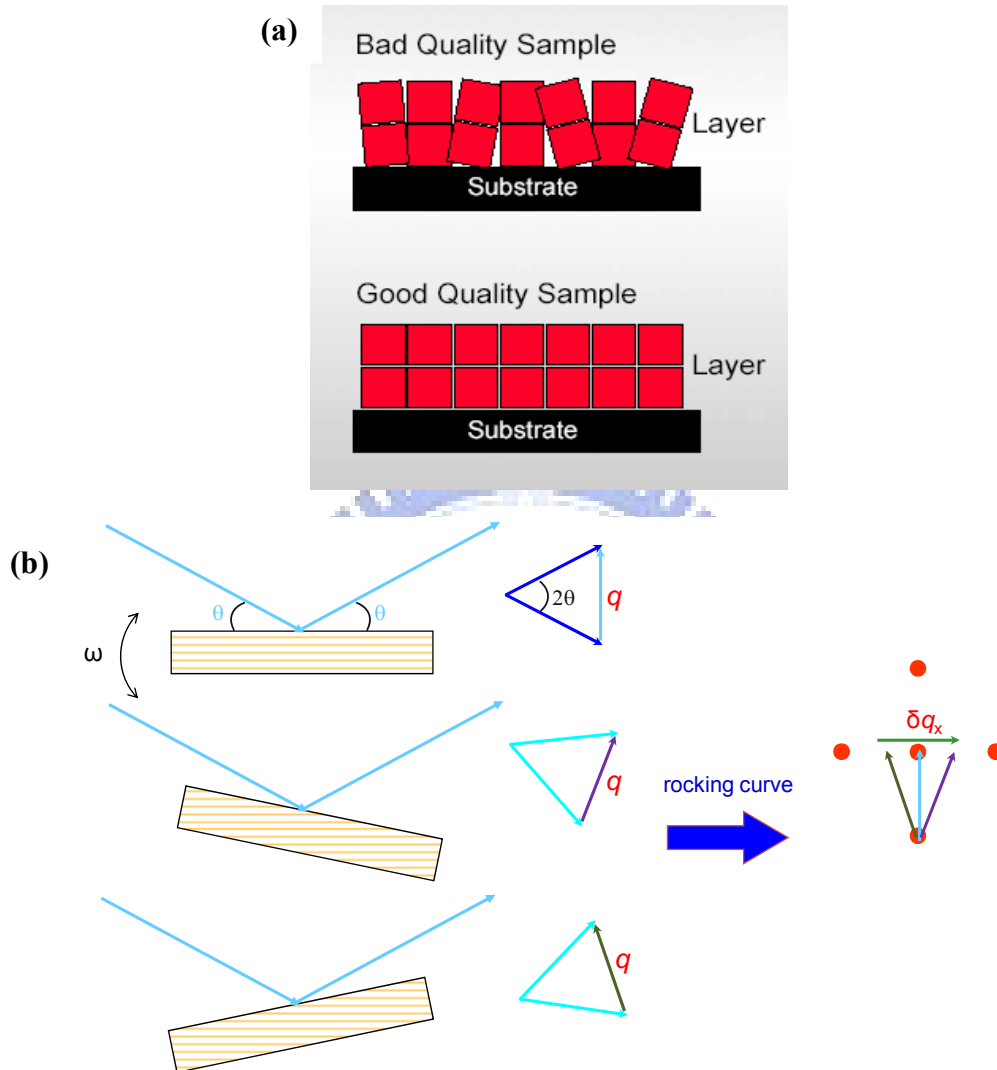 (a)
Bad Quality Sample
Layer
Substrate
Good Quality Sample
Layer
Substrate
(b)
θ θ
2θ
q
ω
q
rocking curve
δqx
q